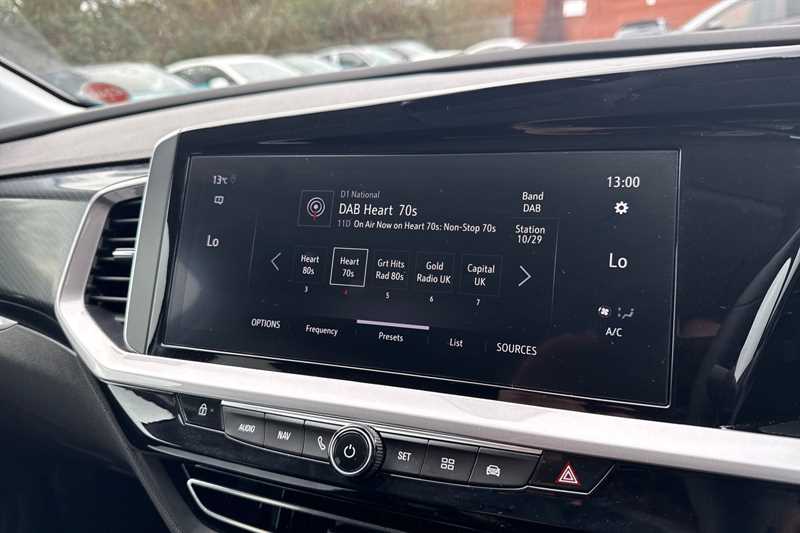 13°C
D1 National
DAB Heart 70s
11D On Air Now on Heart 70s: Non-Stop 70s
Band
DAB
Station
10/29
13:00
Lo
Lo
Heart
80s
3
Heart
70s
4
Grt Hits
Rad 80s
5
Gold
Radio UK
6
Capital
UK
7
A/C
OPTIONS
Frequency
Presets
List
SOURCES
AUDIO
NAV
SET